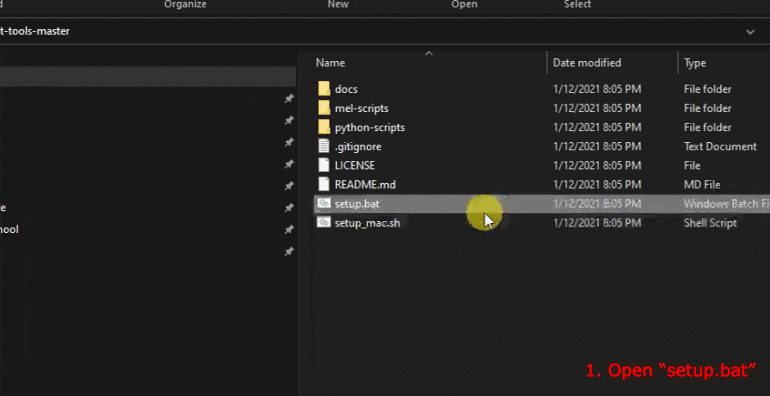 Organize New Open Select
t-tools-master
Name Date modified Type
docs 1/12/2021 8:05 PM File folder
mel-scripts 1/12/2021 8:05 PM File folder
python-scripts 1/12/2021 8:05 PM File folder
.gitignore 1/12/2021 8:05 PM Text Document
LICENSE 1/12/2021 8:05 PM File
README.md 1/12/2021 8:05 PM MD File
e setup.bat 1/12/2021 8:05 PM Windows Batch Fi
hool setup_mac.sh 1/12/2021 8:05 PM Shell Script
1. Open “setup.bat”